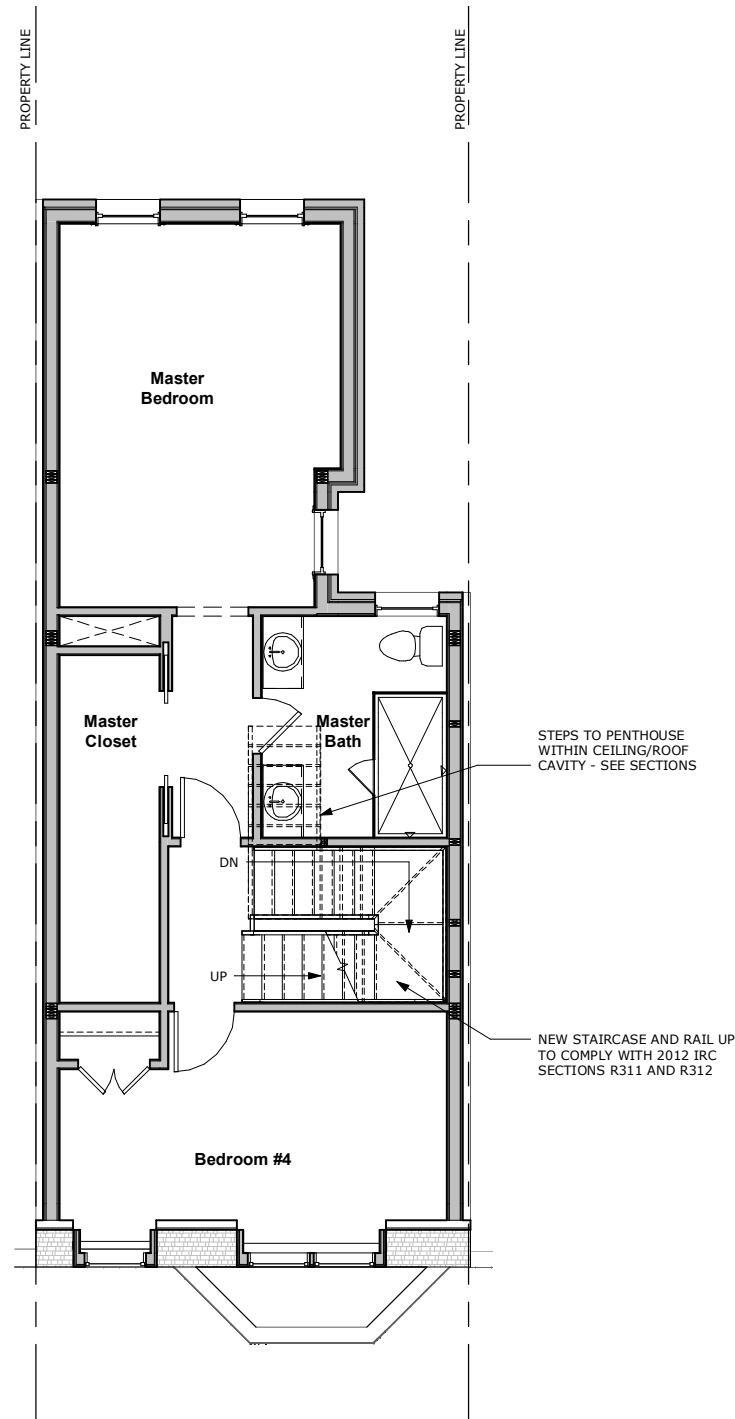 PROPERTY LINE
PROPERTY LINE
Master
Bedroom
Master
Closet
Master
Bath
STEPS TO PENTHOUSE
WITHIN CEILING/ROOF
CAVITY - SEE SECTIONS
DN
UP
NEW STAIRCASE AND RAIL UP
TO COMPLY WITH 2012 IRC
SECTIONS R311 AND R312
Bedroom #4